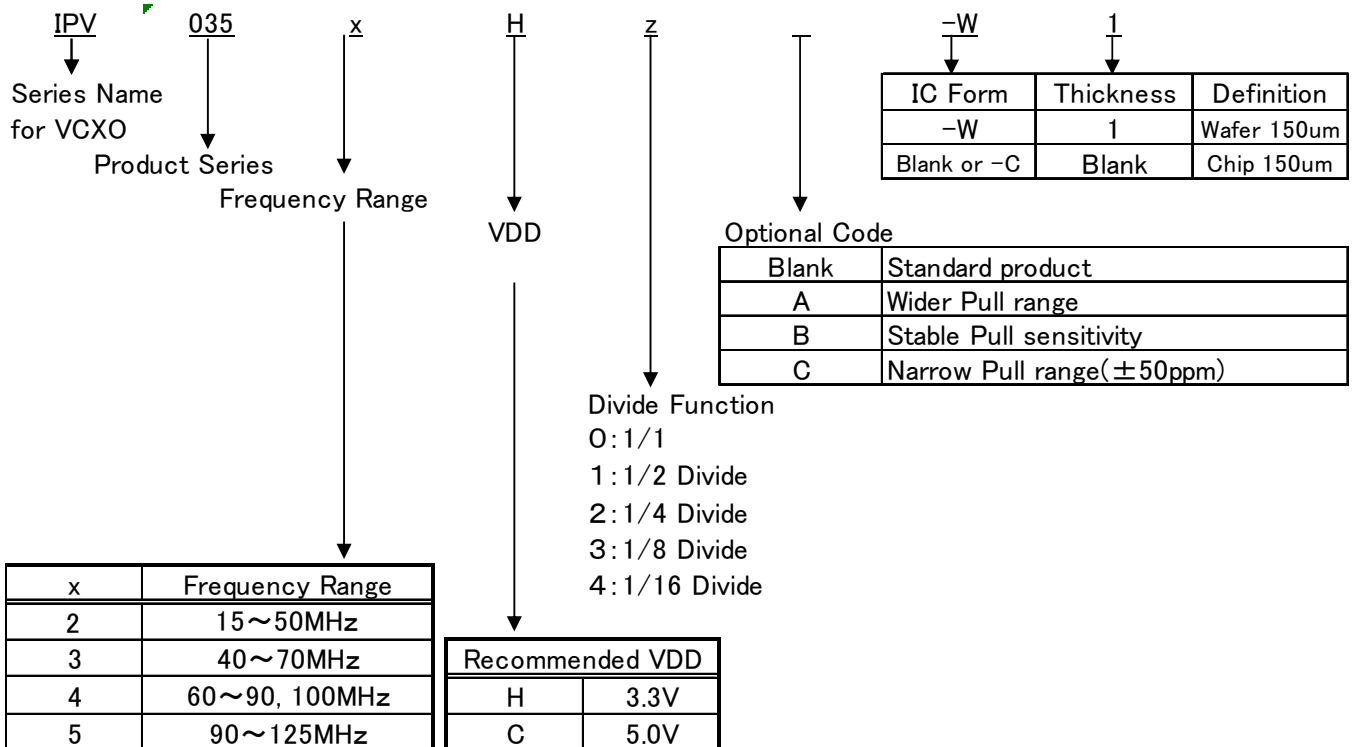 IPV 035 x H z -W 1
Series Name
for VCXO
Product Series
Frequency Range
VDD
IC Form Thickness Definition
-W 1 Wafer 150um
Blank or -C Blank Chip 150um
Optional Code
Blank Standard product
A Wider Pull range
B Stable Pull sensitivity
C Narrow Pull range(±50ppm)
Divide Function
0:1/1
1:1/2 Divide
2:1/4 Divide
3:1/8 Divide
4:1/16 Divide
x Frequency Range
2 15~50MHz
3 40~70MHz
4 60~90, 100MHz
5 90~125MHz
Recommended VDD
H 3.3V
C 5.0V